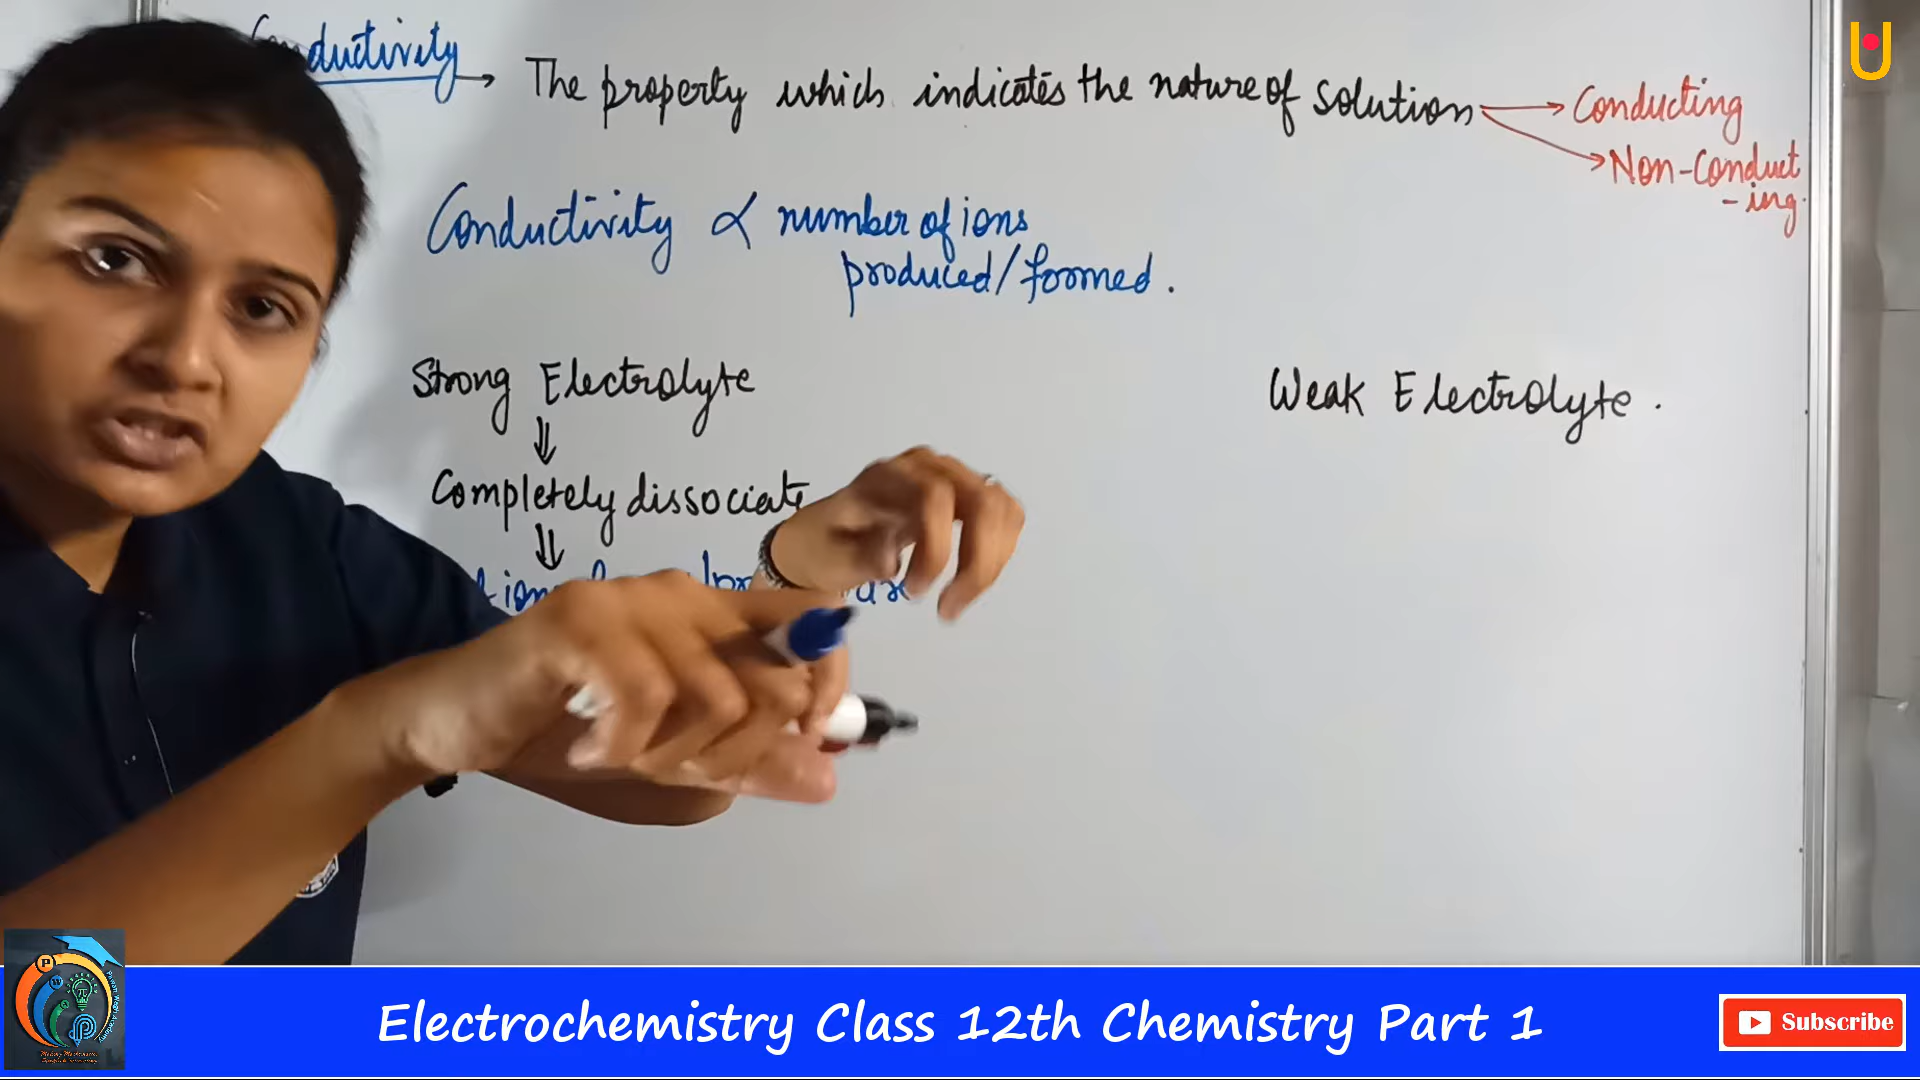 Conductivity → The property which indicates the nature of solution → Conducting
→ Non-Conduct
-ing.
Conductivity ∝ number of ions
produced/formed.
Strong Electrolyte
Weak Electrolyte.
⇓
Completely dissociate
⇓
Electrochemistry Class 12th Chemistry Part 1
Subscribe